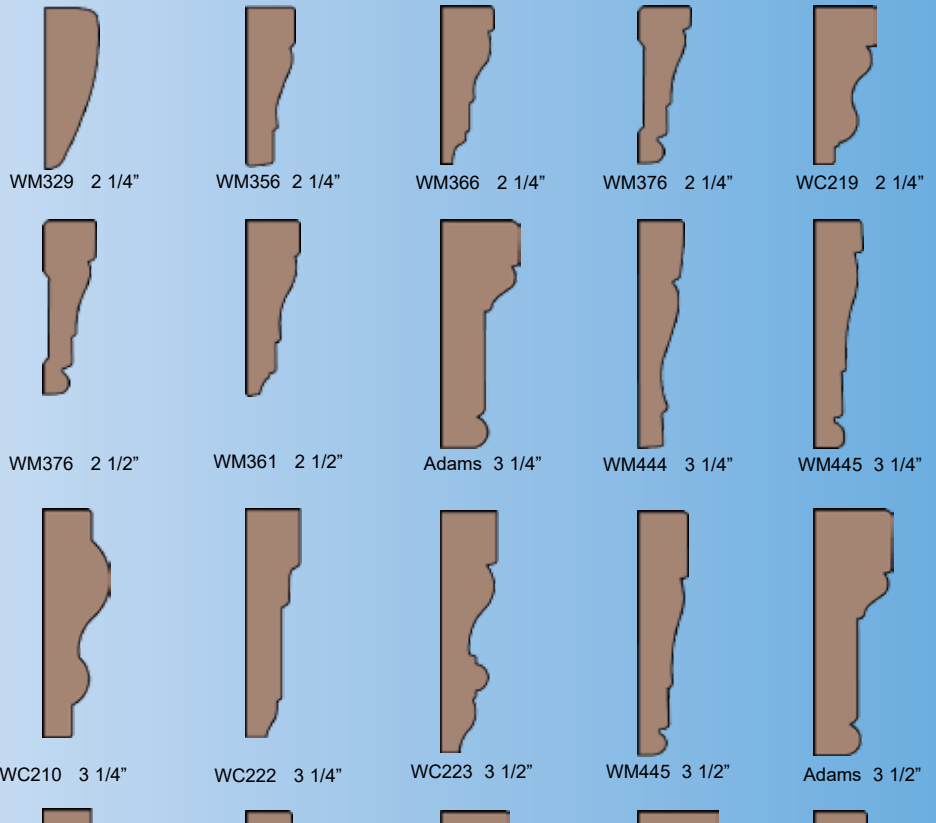 WM329 2 1/4”
WM356 2 1/4”
WM366 2 1/4”
WM376 2 1/4”
WC219 2 1/4”
WM376 2 1/2”
WM361 2 1/2”
Adams 3 1/4”
WM444 3 1/4”
WM445 3 1/4”
WC210 3 1/4”
WC222 3 1/4”
WC223 3 1/2”
WM445 3 1/2”
Adams 3 1/2”